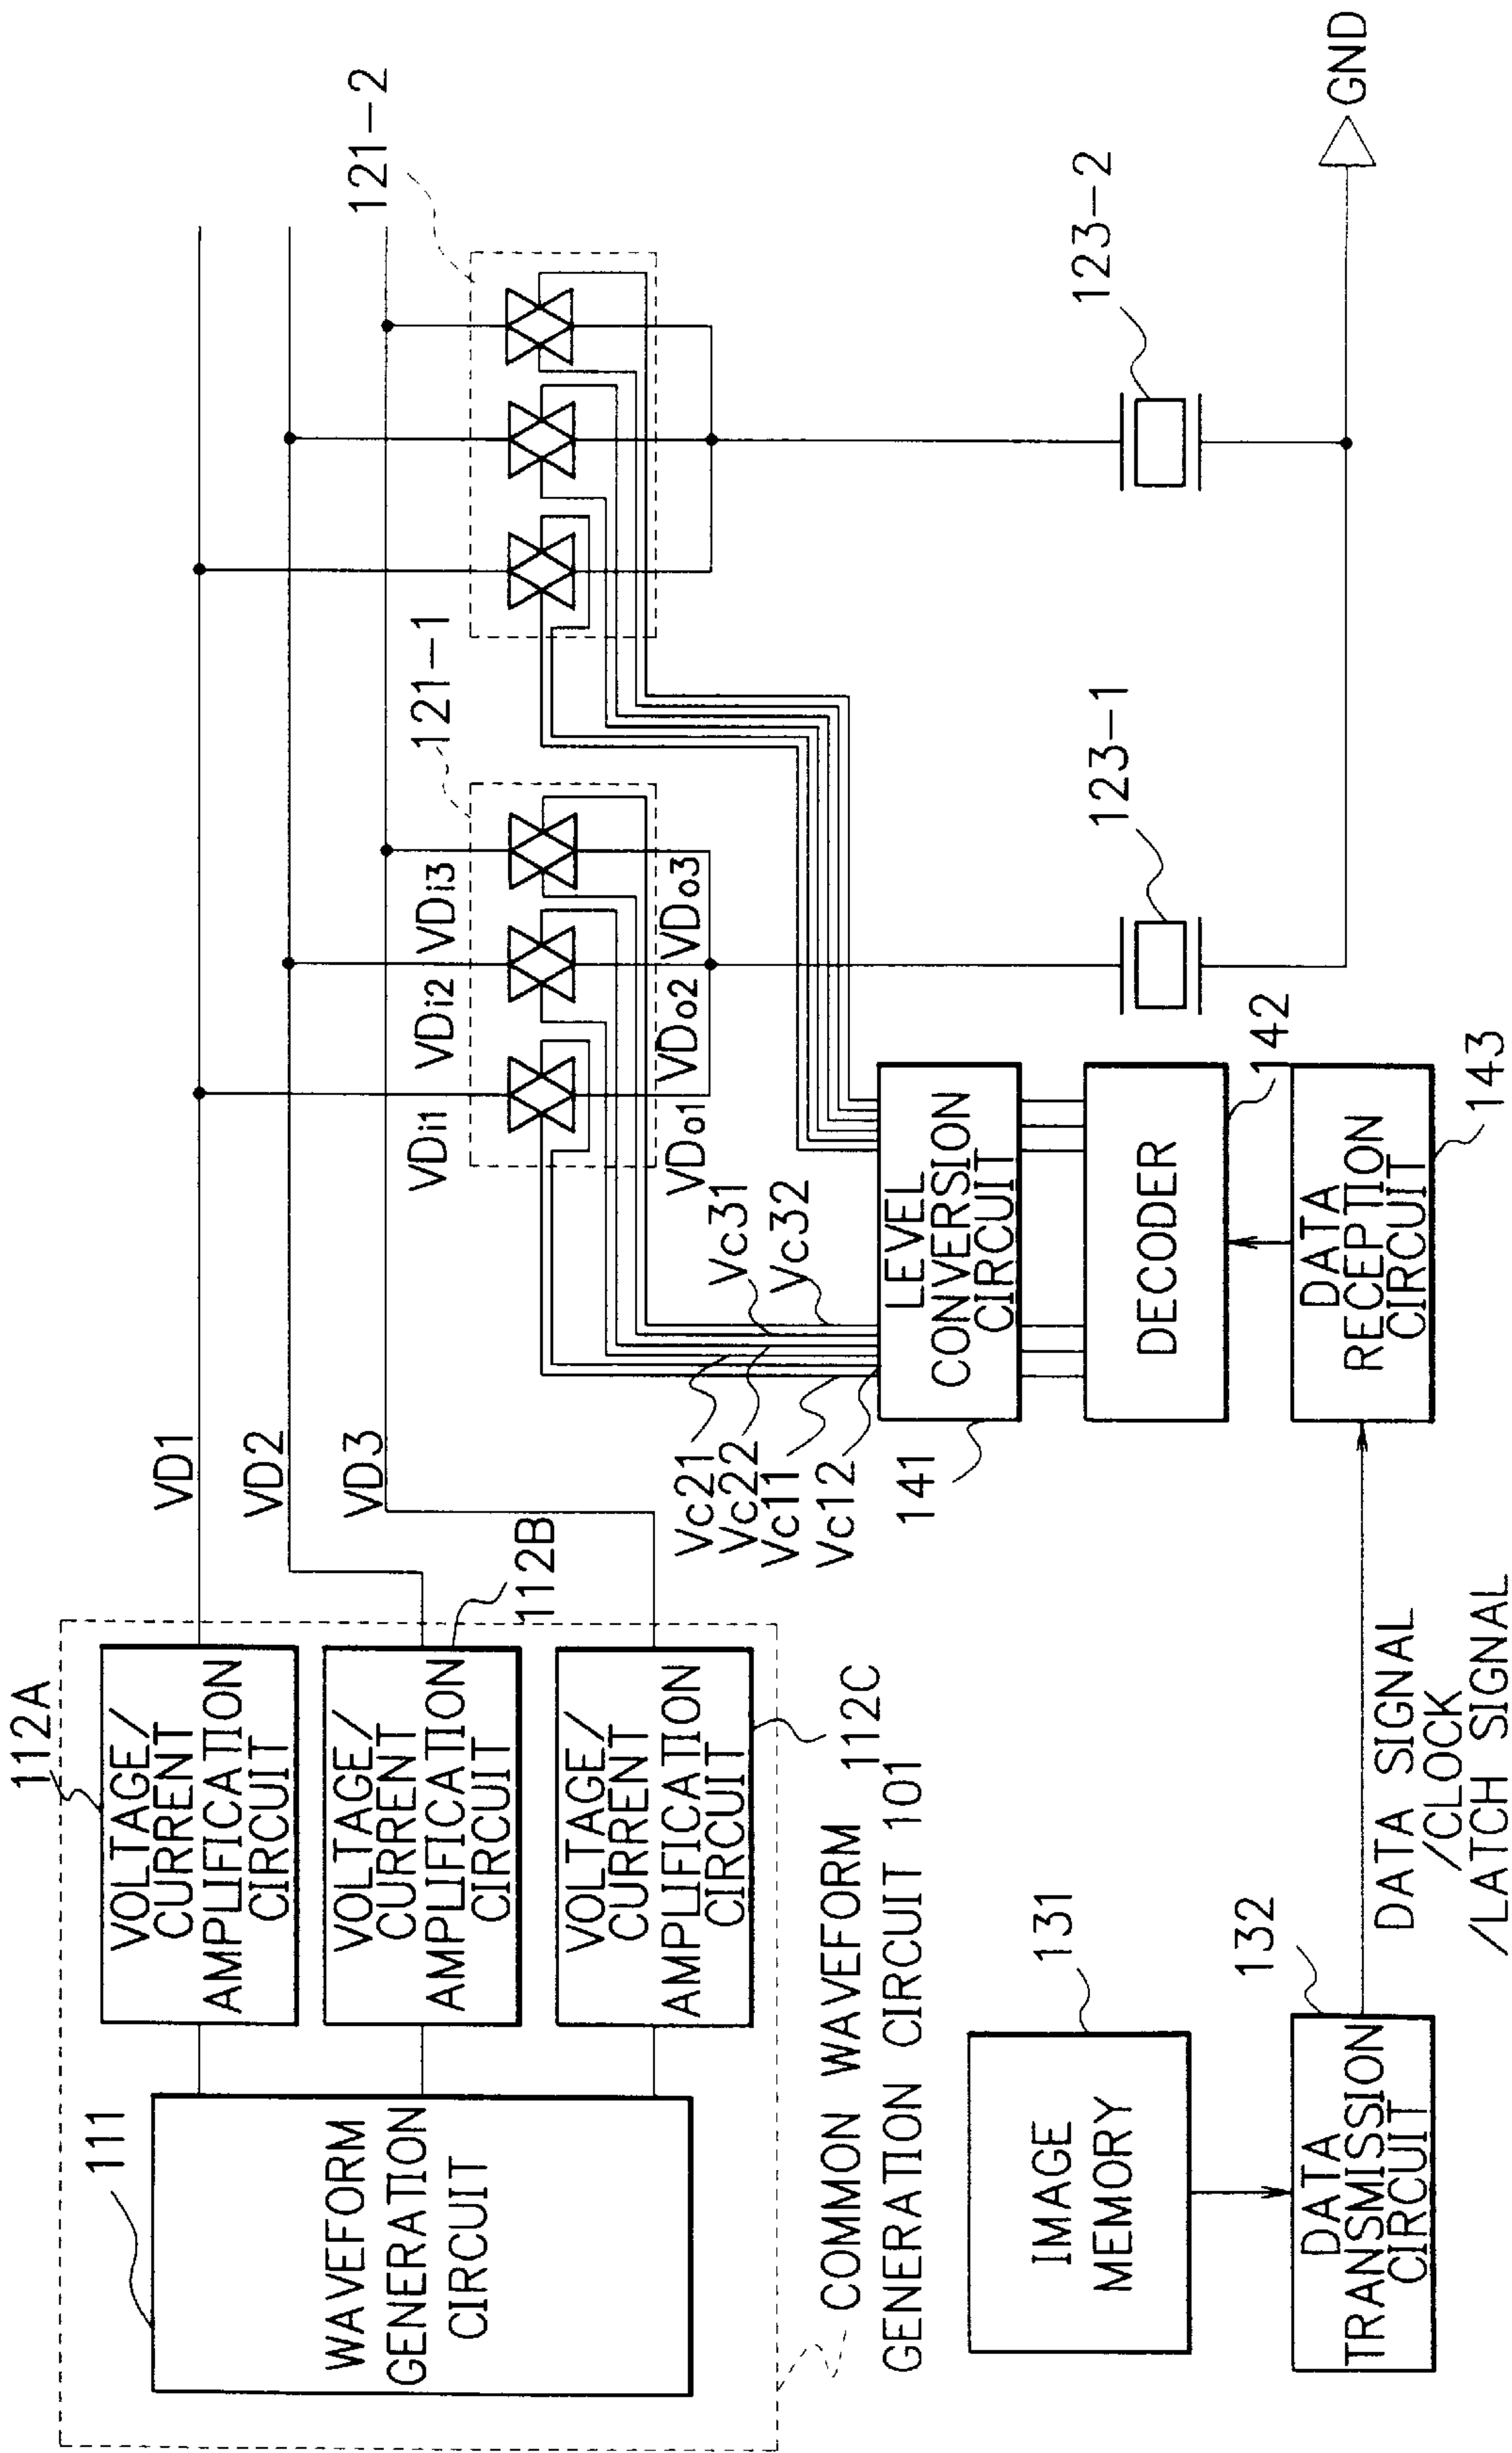 111
WAVEFORM
GENERATION
CIRCUIT
112A
VOLTAGE/
CURRENT
AMPLIFICATION
CIRCUIT
VOLTAGE/
CURRENT
AMPLIFICATION
CIRCUIT
112B
VOLTAGE/
CURRENT
AMPLIFICATION
CIRCUIT
112C
COMMON WAVEFORM
GENERATION CIRCUIT 101
VD1
VD2
VD3
121-1
121-2
VDi1
VDi2
VDi3
VDo1
VDo2
VDo3
Vc21
Vc22
Vc11
Vc12
Vc31
Vc32
141
LEVEL
CONVERSION
CIRCUIT
DECODER
142
DATA
RECEPTION
CIRCUIT
143
123-1
123-2
GND
131
IMAGE
MEMORY
132
DATA
TRANSMISSION
CIRCUIT
DATA SIGNAL
/CLOCK
/LATCH SIGNAL